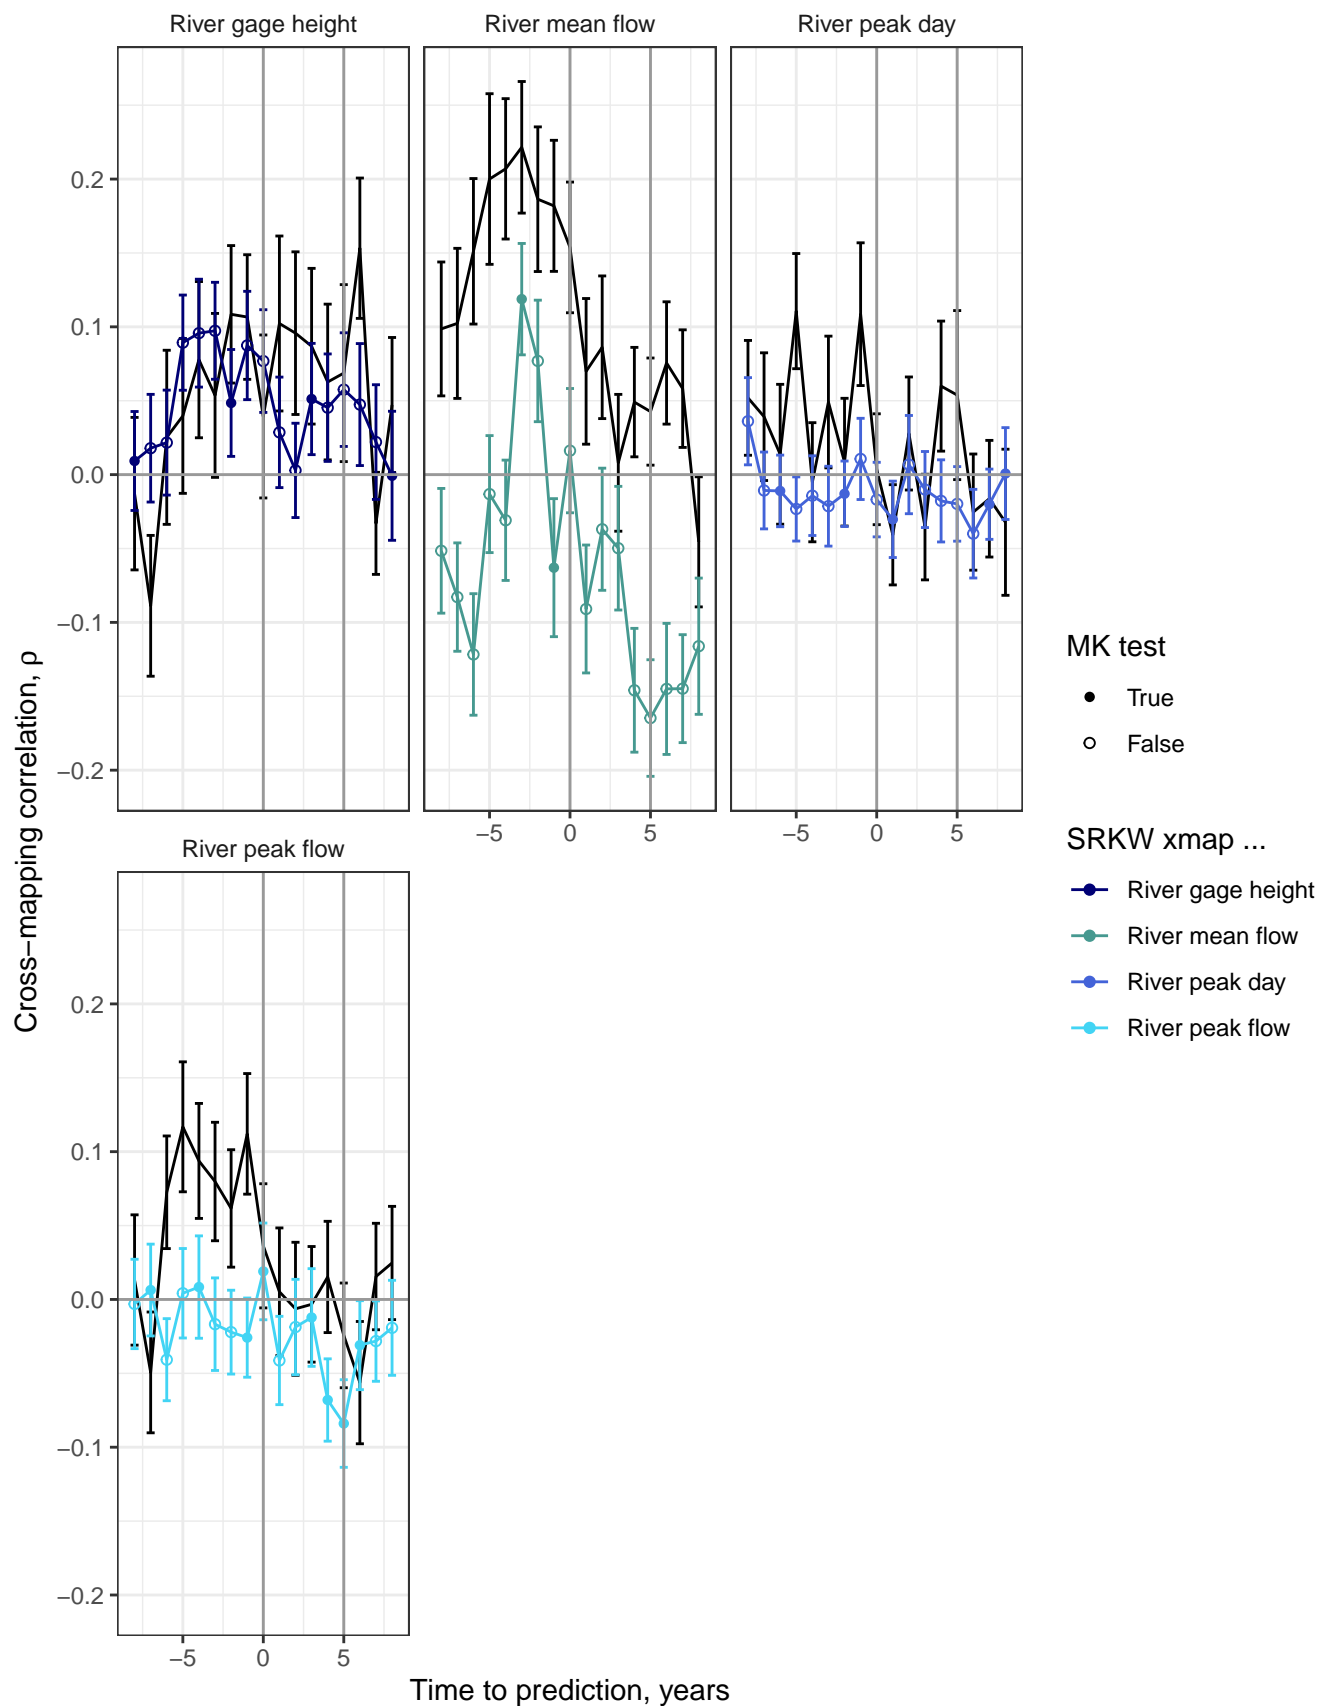 River gage height
River mean flow
River peak day
0.2
0.1
0.0
−0.1
−0.2
−5 0 5
−5 0 5
River peak flow
0.2
0.1
0.0
−0.1
−0.2
−5 0 5
Cross−mapping correlation, ρ
Time to prediction, years
MK test
True
False
SRKW xmap ...
River gage height
River mean flow
River peak day
River peak flow